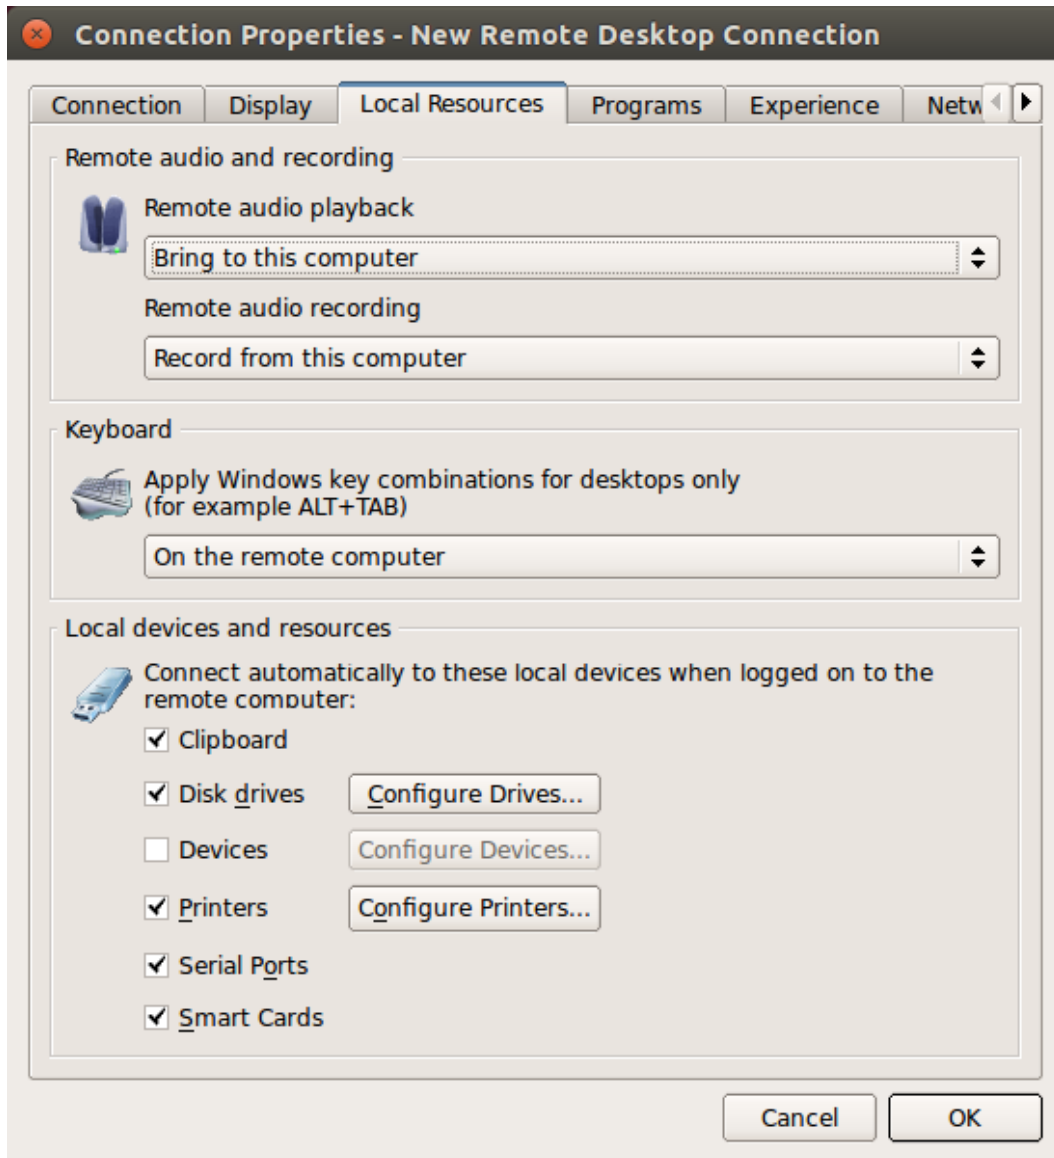 Connection Properties - New Remote Desktop Connection
Connection Display Local Resources Programs Experience Netw
Remote audio and recording
Remote audio playback
Bring to this computer
Remote audio recording
Record from this computer
Keyboard
Apply Windows key combinations for desktops only
(for example ALT+TAB)
On the remote computer
Local devices and resources
Connect automatically to these local devices when logged on to the
remote computer:
Clipboard
Disk drives Configure Drives...
Devices Configure Devices...
Printers Configure Printers...
Serial Ports
Smart Cards
Cancel OK